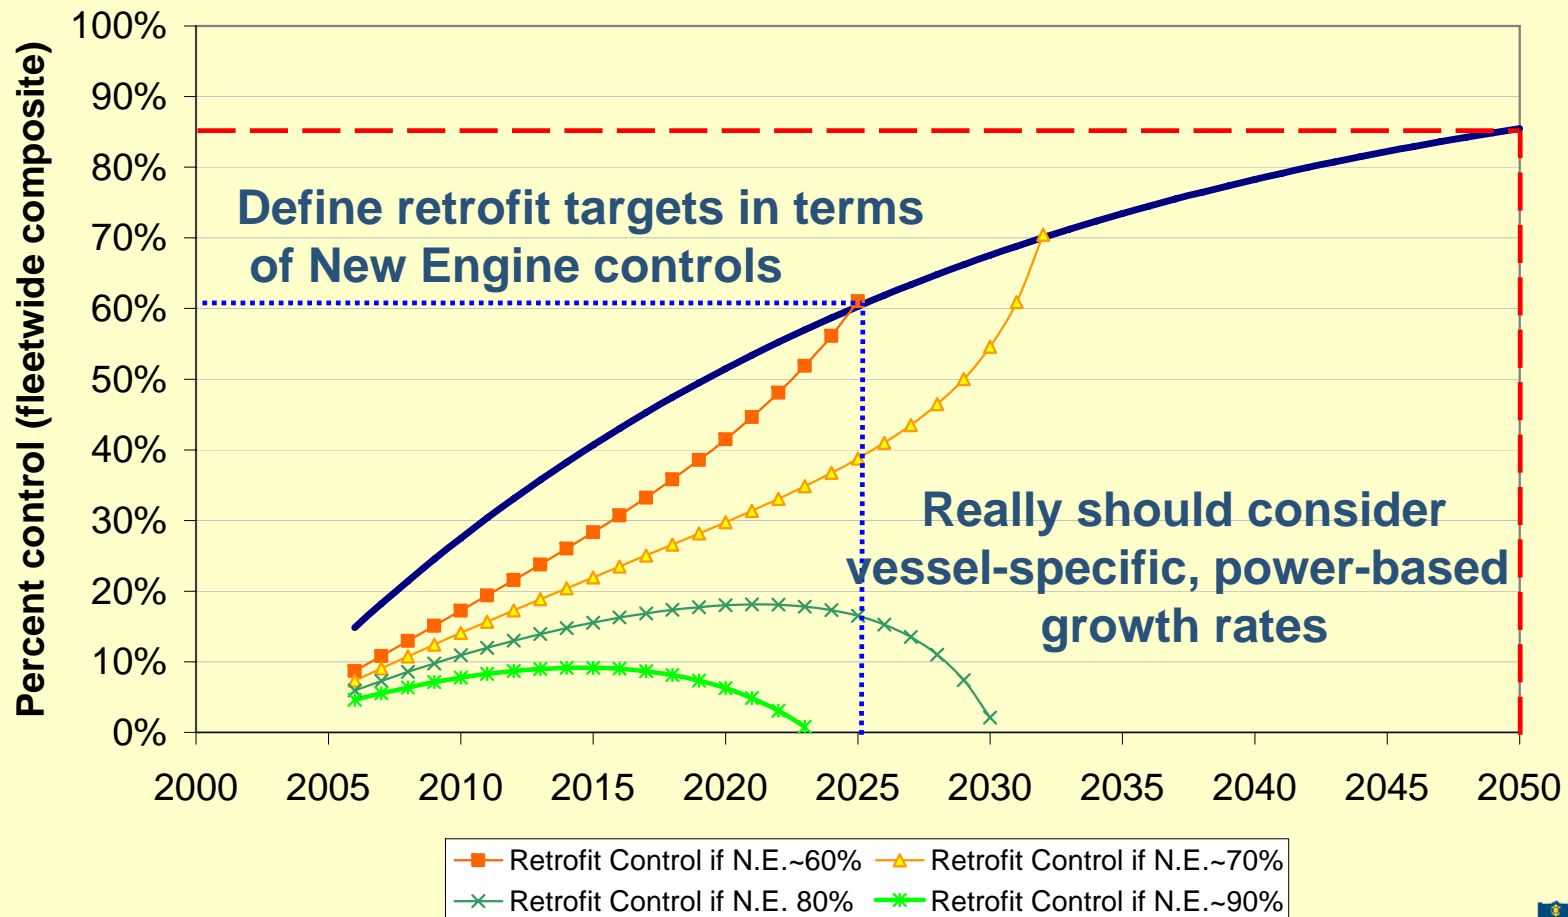 Percent control (fleetwide composite)
100%
90%
80%
70%
60%
50%
40%
30%
20%
10%
0%
Define retrofit targets in terms
of New Engine controls
Really should consider
vessel-specific, power-based
growth rates
2000 2005 2010 2015 2020 2025 2030 2035 2040 2045 2050
Retrofit Control if N.E.~60% Retrofit Control if N.E.~70%
Retrofit Control if N.E. 80% Retrofit Control if N.E.~90%